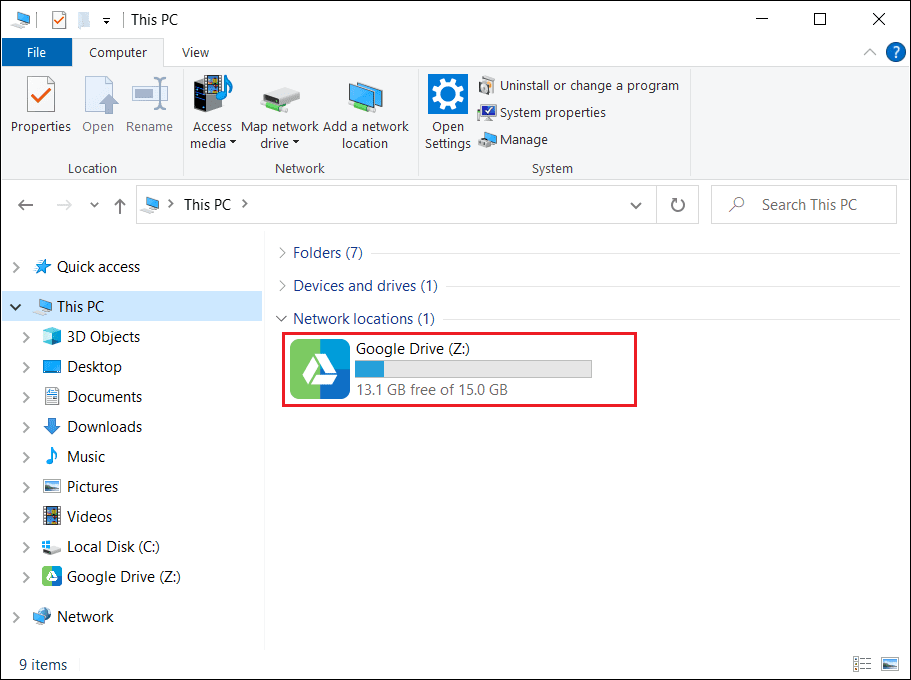 This PC
File Computer View
Properties Open Rename Access media Map network drive Add a network location Open Settings Uninstall or change a program
System properties
Manage
Location Network System
This PC Search This PC
Quick access
This PC
3D Objects
Desktop
Documents
Downloads
Music
Pictures
Videos
Local Disk (C:)
Google Drive (Z:)
Network
Folders (7)
Devices and drives (1)
Network locations (1)
Google Drive (Z:)
13.1 GB free of 15.0 GB
9 items